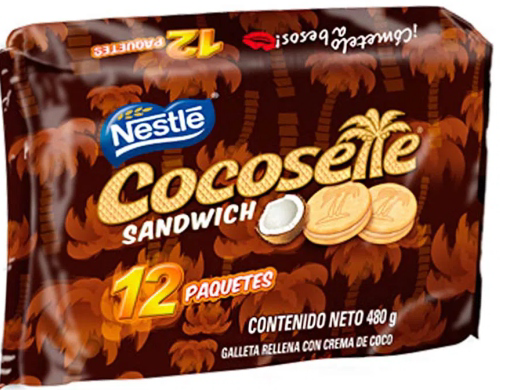 12 PAQUETES
¡Cómetelo
a besos!
Nestlé
Cocosette
SANDWICH
12 PAQUETES
CONTENIDO NETO 480 g
GALLETA RELLENA CON CREMA DE COCO